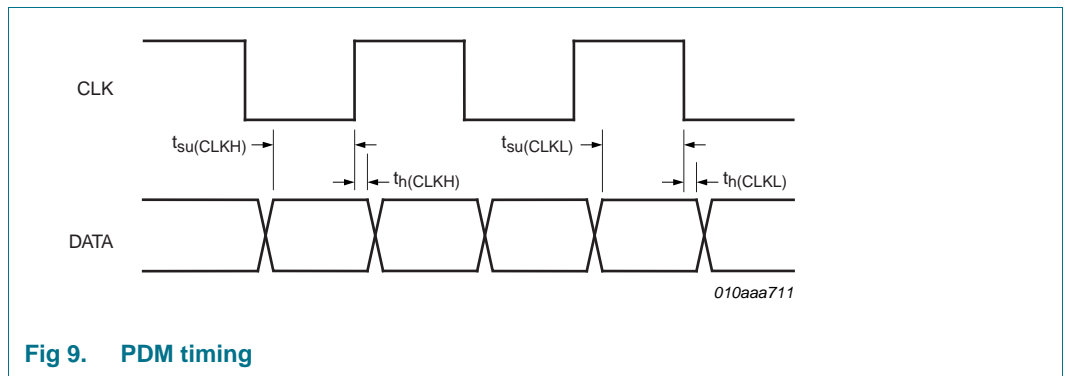 CLK
tsu(CLKH)
tsu(CLKL)
th(CLKH)
th(CLKL)
DATA
010aaa711
Fig 9. PDM timing